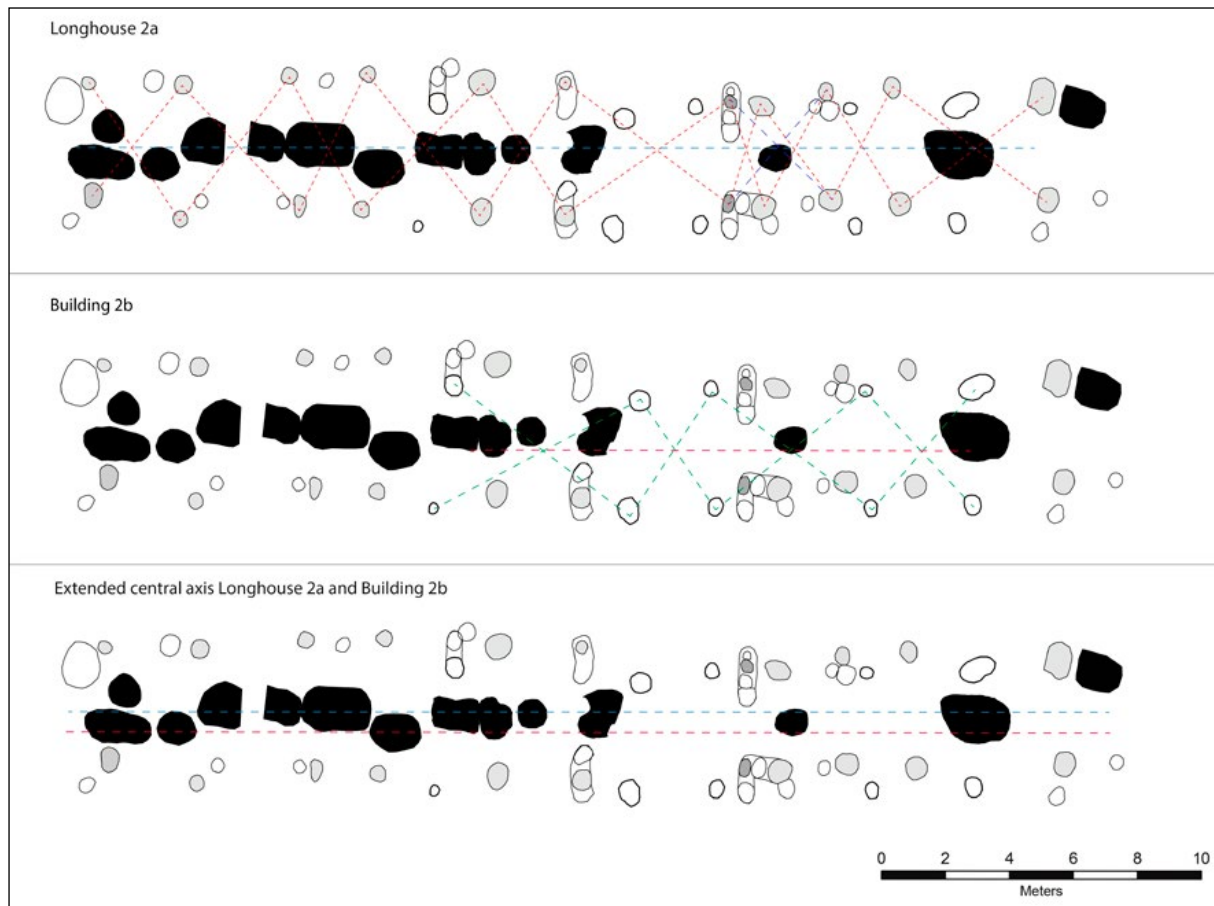 Longhouse 2a
Building 2b
Extended central axis Longhouse 2a and Building 2b
0 2 4 6 8 10
Meters